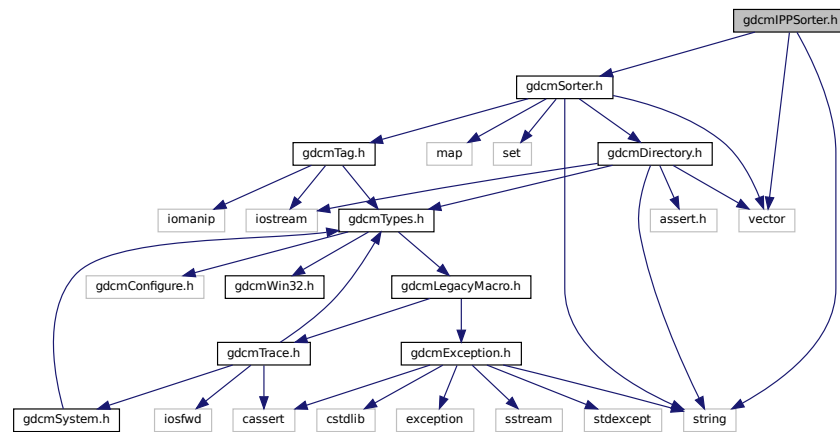 gdcmIPPSorter.h
gdcmSorter.h
gdcmTag.h
map
set
gdcmDirectory.h
iomanip
iostream
gdcmTypes.h
assert.h
vector
gdcmConfigure.h
gdcmWin32.h
gdcmLegacyMacro.h
gdcmTrace.h
gdcmException.h
gdcmSystem.h
iosfwd
cassert
cstdlib
exception
sstream
stdexcept
string